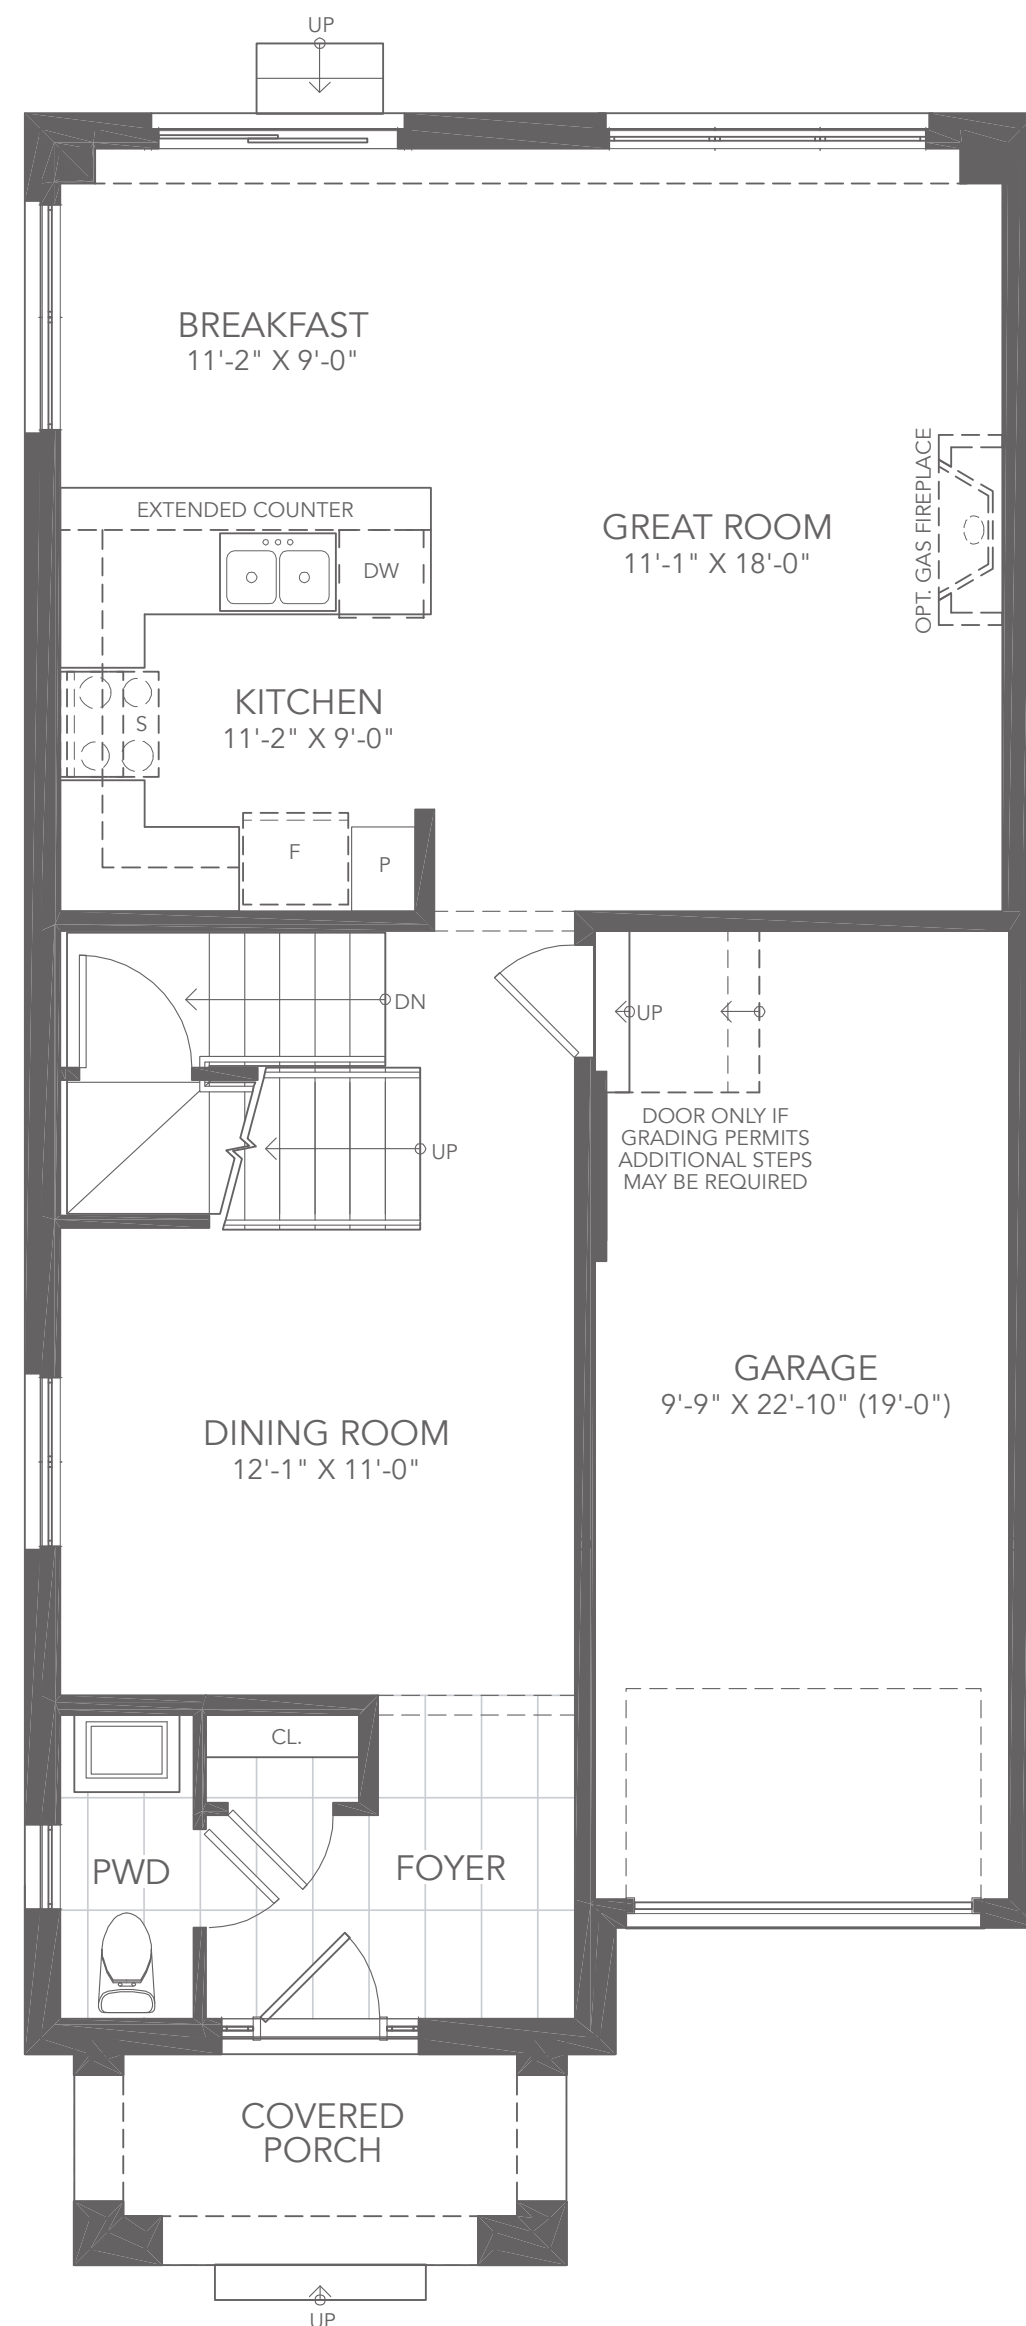 UP
BREAKFAST
11'-2" X 9'-0"
EXTENDED COUNTER
DW
GREAT ROOM
11'-1" X 18'-0"
OPT. GAS FIREPLACE
KITCHEN
11'-2" X 9'-0"
S
F
P
DN
UP
UP
DOOR ONLY IF
GRADING PERMITS
ADDITIONAL STEPS
MAY BE REQUIRED
GARAGE
9'-9" X 22'-10" (19'-0")
DINING ROOM
12'-1" X 11'-0"
CL.
PWD
FOYER
COVERED
PORCH
UP